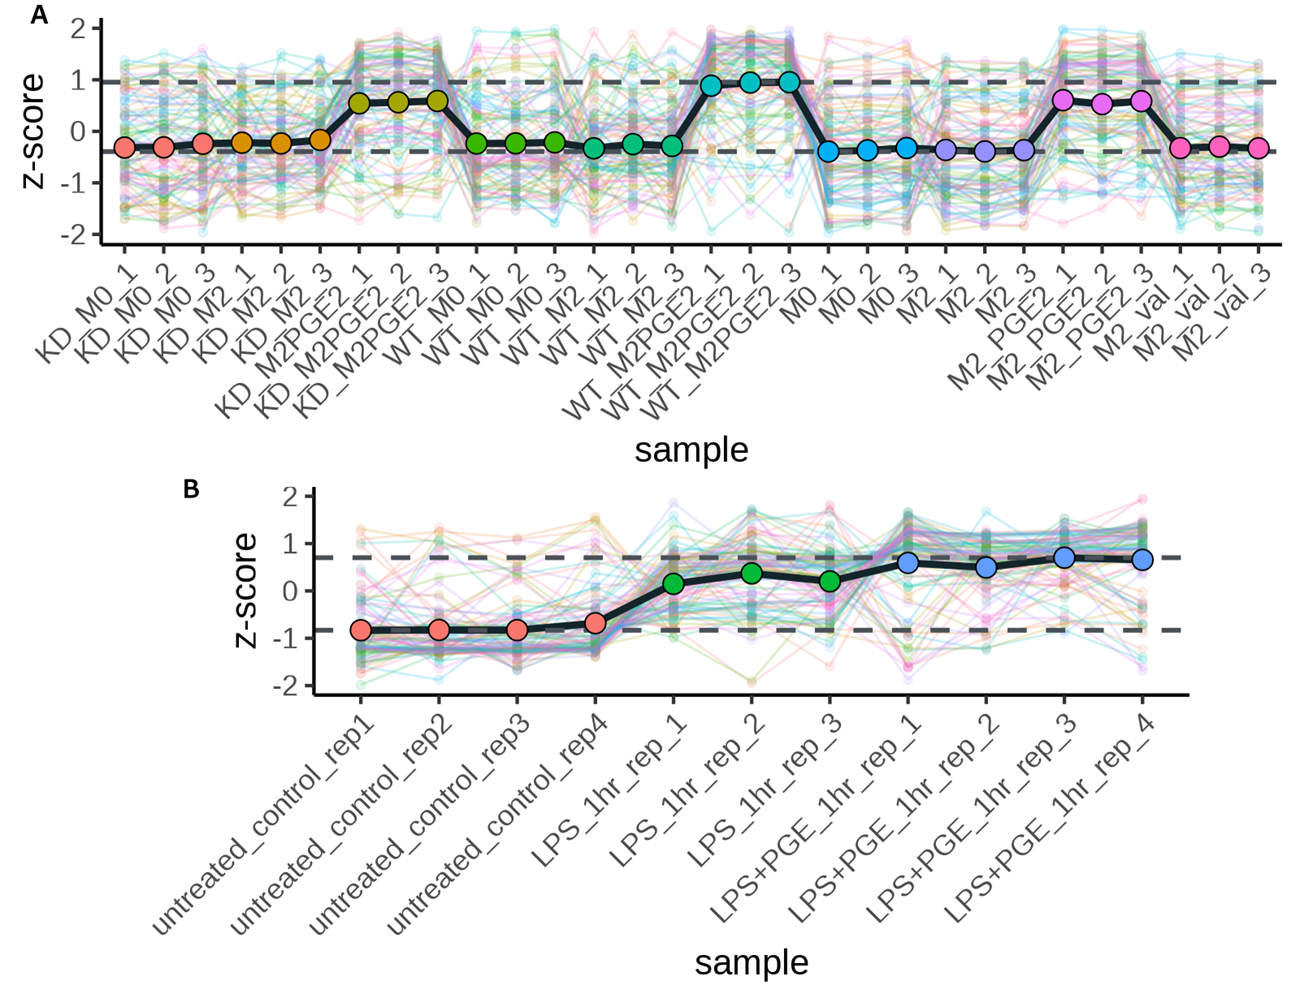 A
z-score
2
1
0
-1
-2
KD_M0_1
KD_M0_2
KD_M0_3
KD_M2_1
KD_M2_2
KD_M2_3
KD_M2PGE2_1
KD_M2PGE2_2
KD_M2PGE2_3
WT_M0_1
WT_M0_2
WT_M0_3
WT_M2_1
WT_M2_2
WT_M2_3
WT_M2PGE2_1
WT_M2PGE2_2
WT_M2PGE2_3
M0_1
M0_2
M0_3
M2_1
M2_2
M2_3
M2_PGE2_1
M2_PGE2_2
M2_PGE2_3
M2_val_1
M2_val_2
M2_val_3
sample
B
z-score
2
1
0
-1
-2
untreated_control_rep1
untreated_control_rep2
untreated_control_rep3
untreated_control_rep4
LPS_1hr_rep_1
LPS_1hr_rep_2
LPS_1hr_rep_3
LPS+PGE_1hr_rep_1
LPS+PGE_1hr_rep_2
LPS+PGE_1hr_rep_3
LPS+PGE_1hr_rep_4
sample